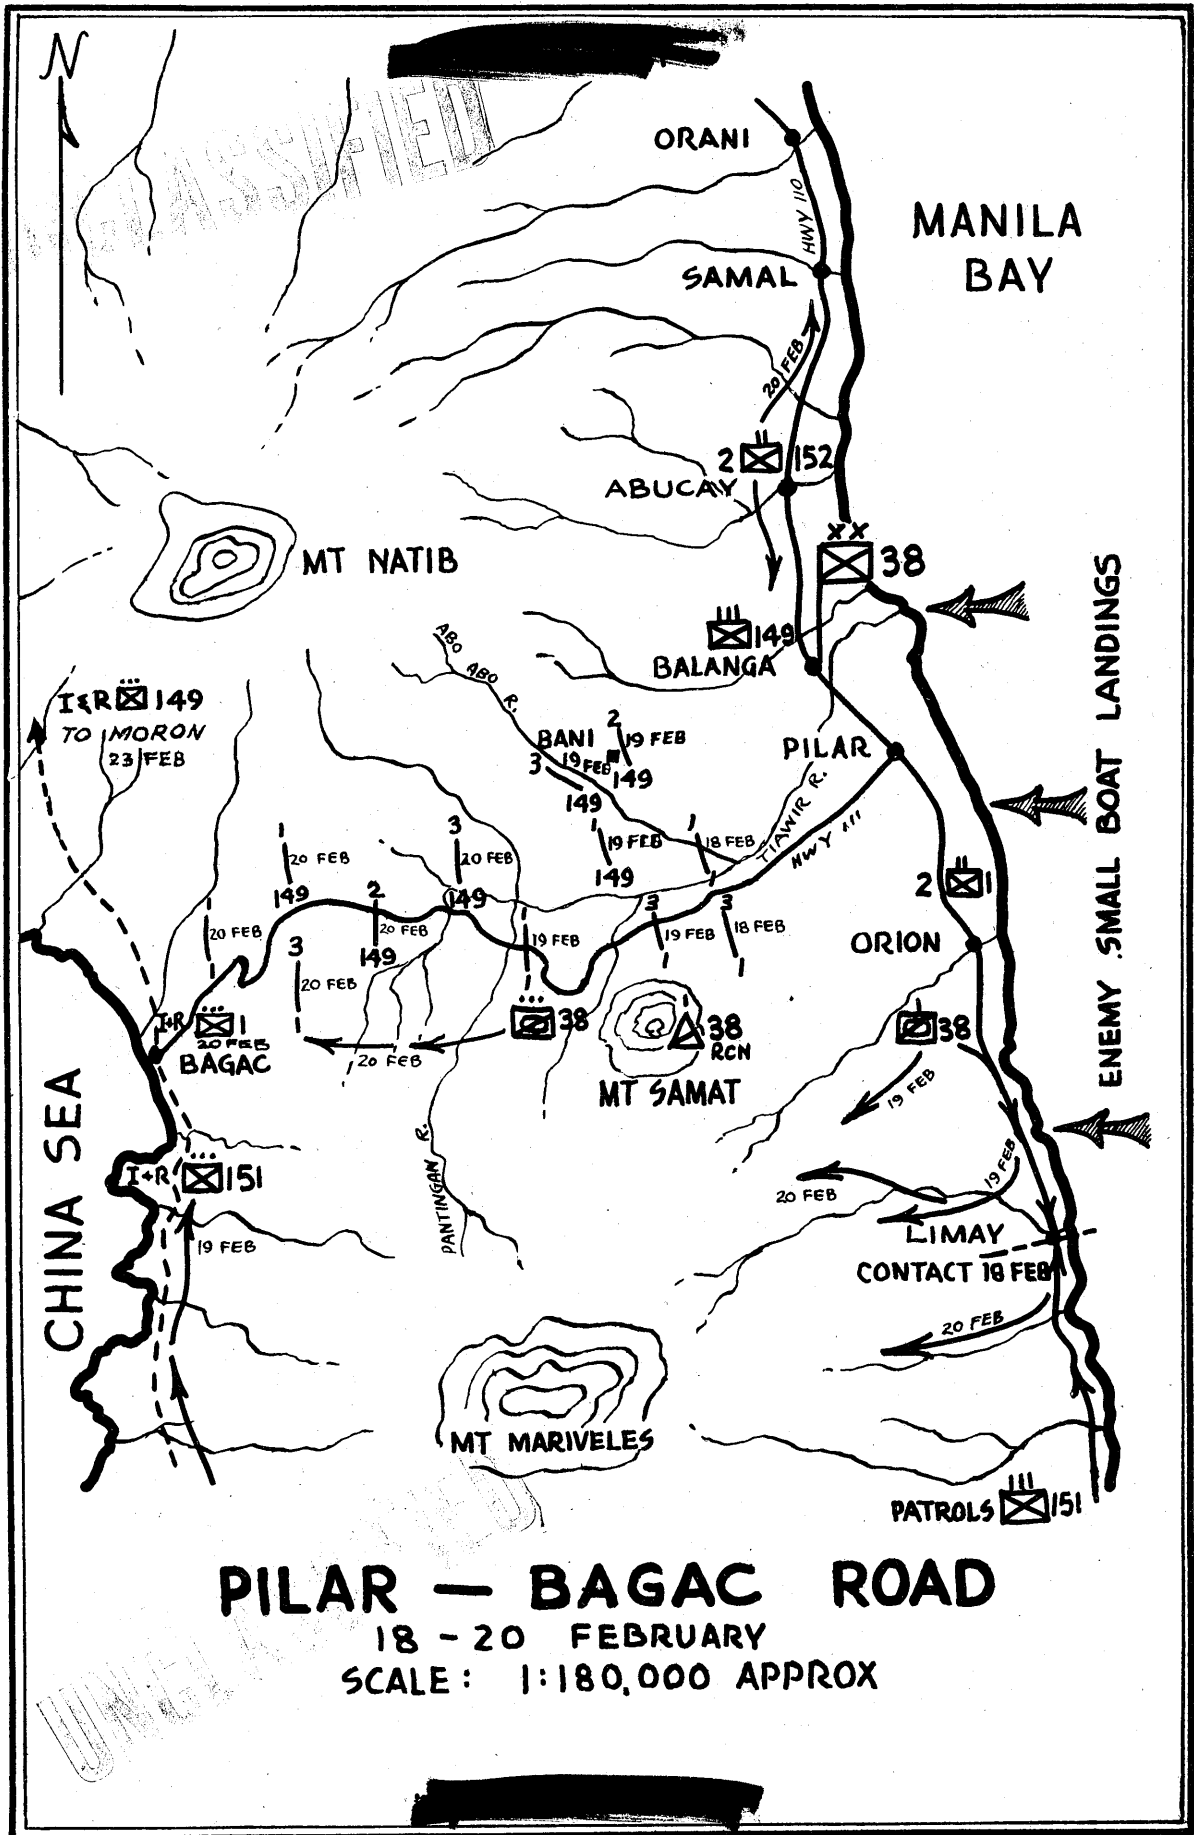 N
UNCLASSIFIED
ORANI
HWY 110
MANILA
BAY
SAMAL
20 FEB
2 152
ABUCAY
XX
38
MT NATIB
149
BALANGA
ABO ABO R.
I&R 149
TO MORON
23 FEB
BANI
2
19 FEB
19 FEB
3
149
149
PILAR
TIAWIR R.
HWY 111
ENEMY SMALL BOAT LANDINGS
1
20 FEB
149
3
20 FEB
149
1
19 FEB
149
1
18 FEB
1
2
20 FEB
149
20 FEB
3
20 FEB
1
19 FEB
3
19 FEB
1
3
18 FEB
1
2 1
ORION
I+R 1
20 FEB
BAGAC
38
20 FEB
38
RCN
MT SAMAT
38
19 FEB
CHINA SEA
I+R 151
19 FEB
PANTINGAN R.
19 FEB
20 FEB
LIMAY
CONTACT 18 FEB
20 FEB
MT MARIVELES
PATROLS 151
PILAR — BAGAC ROAD
18 - 20 FEBRUARY
SCALE: 1:180,000 APPROX
UNCLASSIFIED